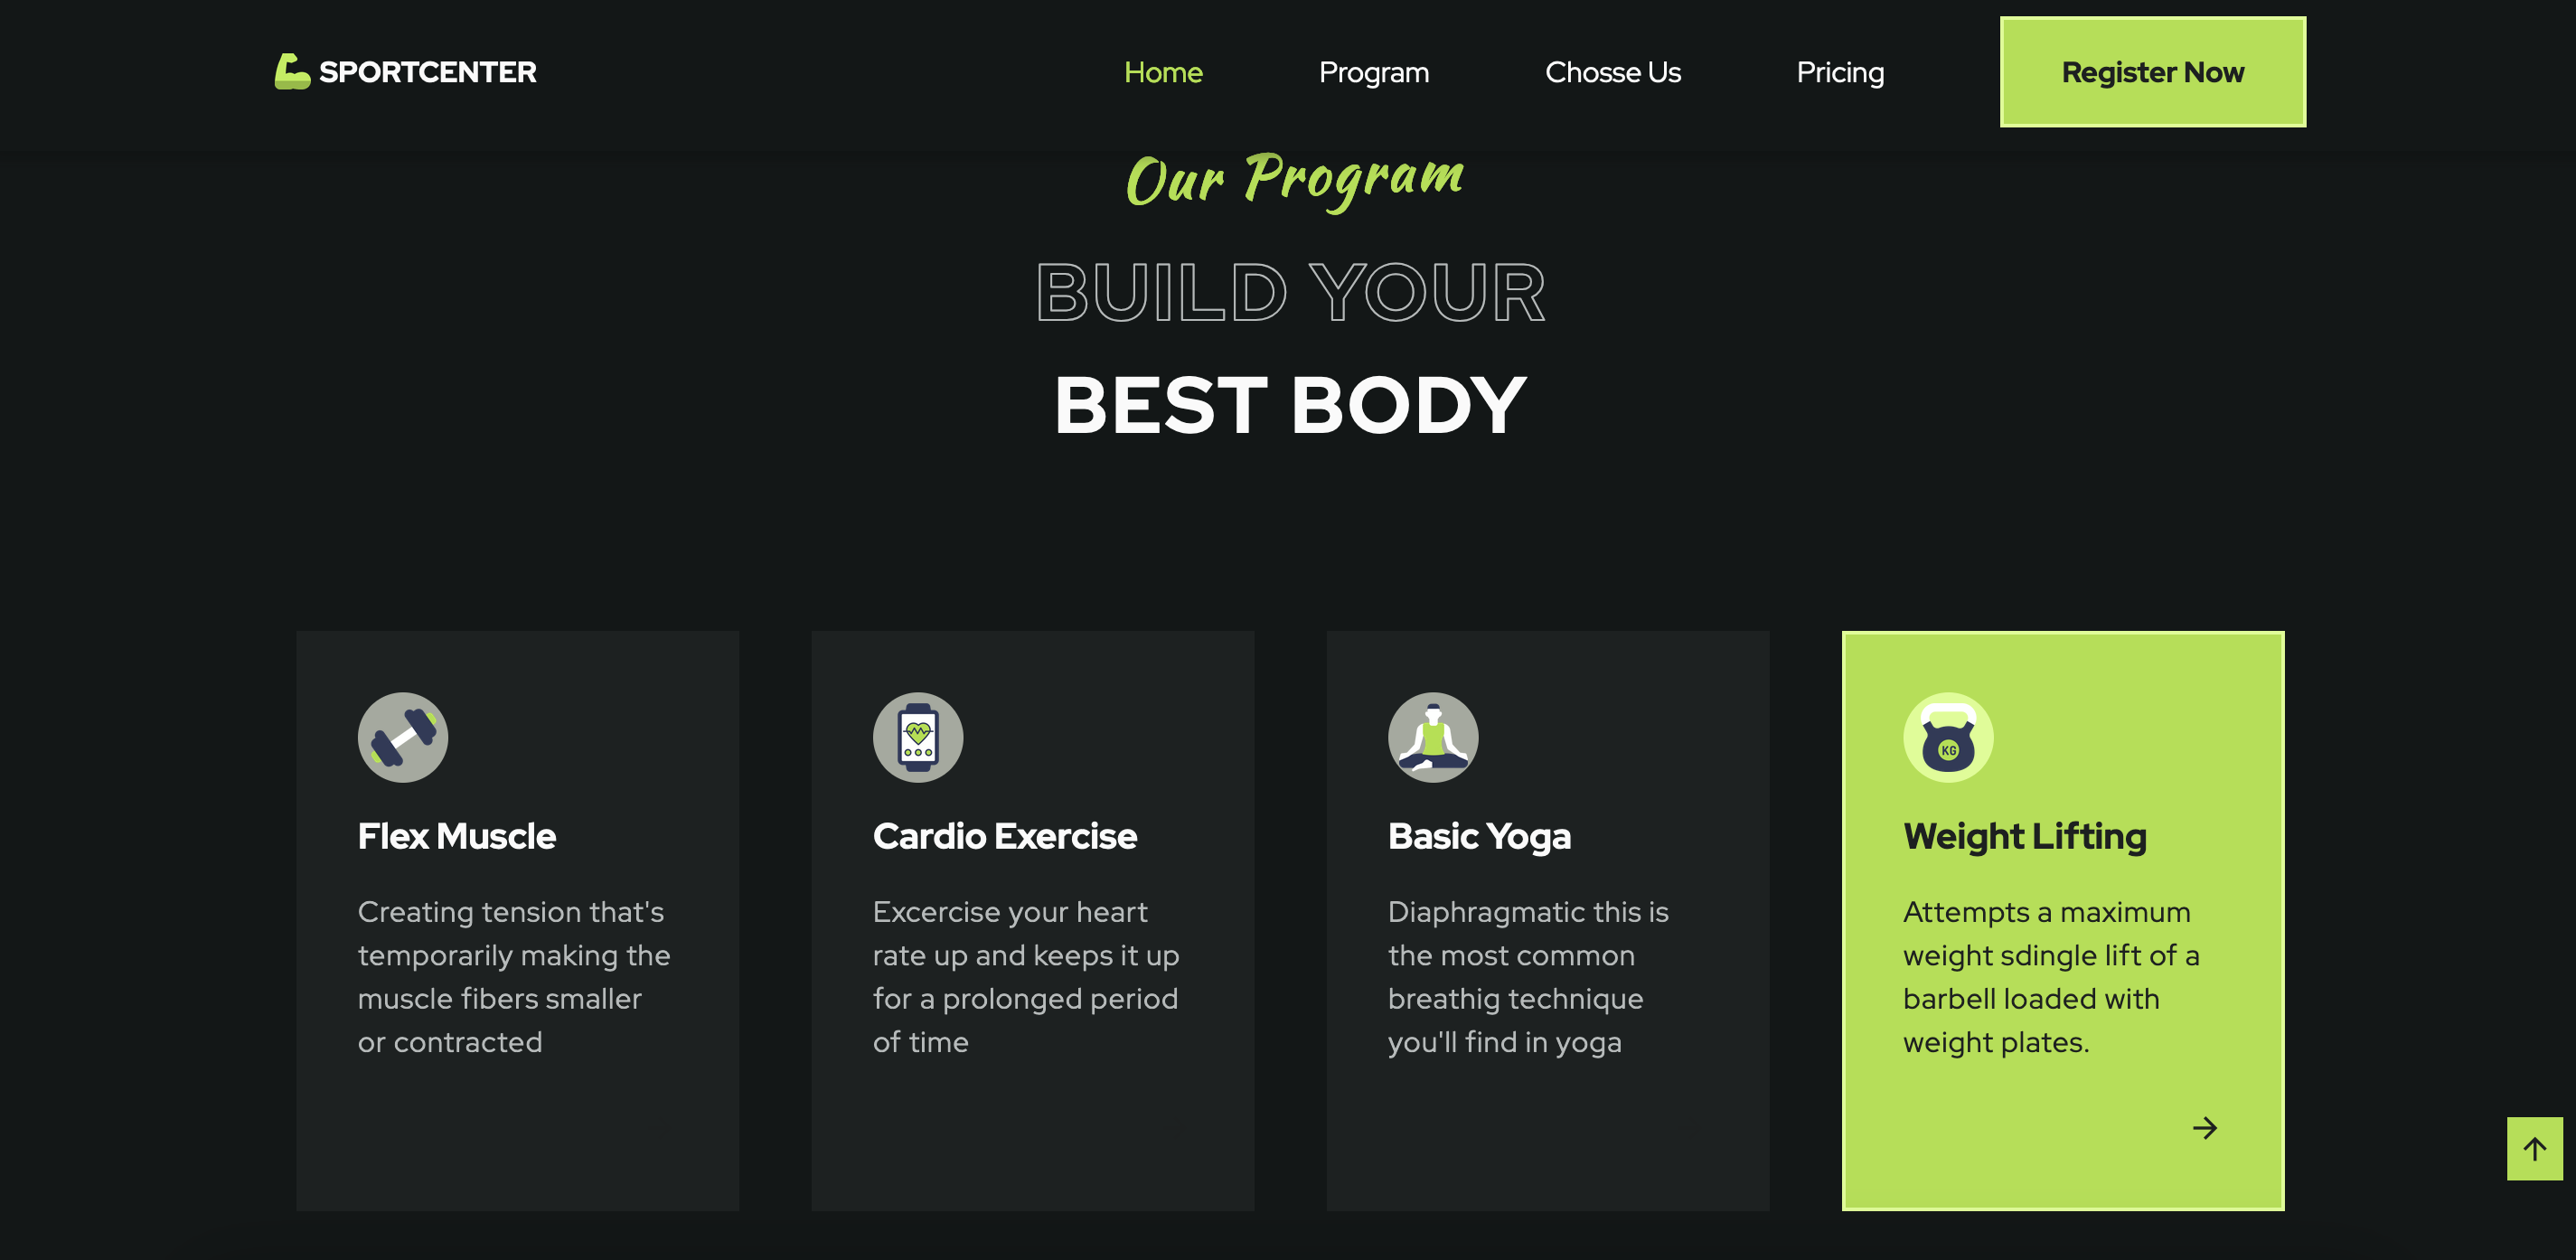 SPORTCENTER
Home
Program
Chosse Us
Pricing
Register Now
Our Program
BUILD YOUR
BEST BODY
Flex Muscle
Creating tension that's
temporarily making the
muscle fibers smaller
or contracted
Cardio Exercise
Excercise your heart
rate up and keeps it up
for a prolonged period
of time
Basic Yoga
Diaphragmatic this is
the most common
breathig technique
you'll find in yoga
KG
Weight Lifting
Attempts a maximum
weight sdingle lift of a
barbell loaded with
weight plates.